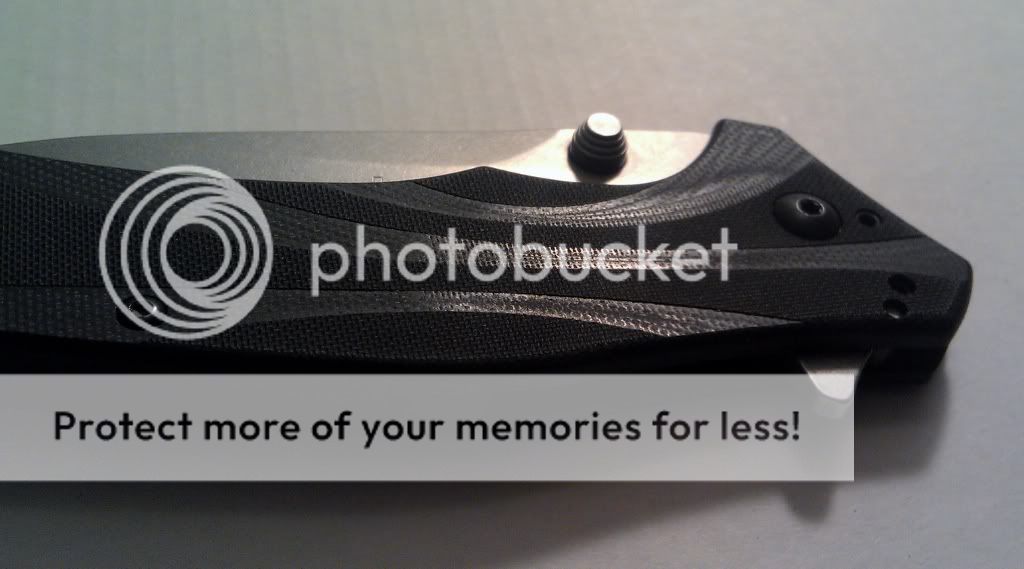 photobucket
Protect more of your memories for less!